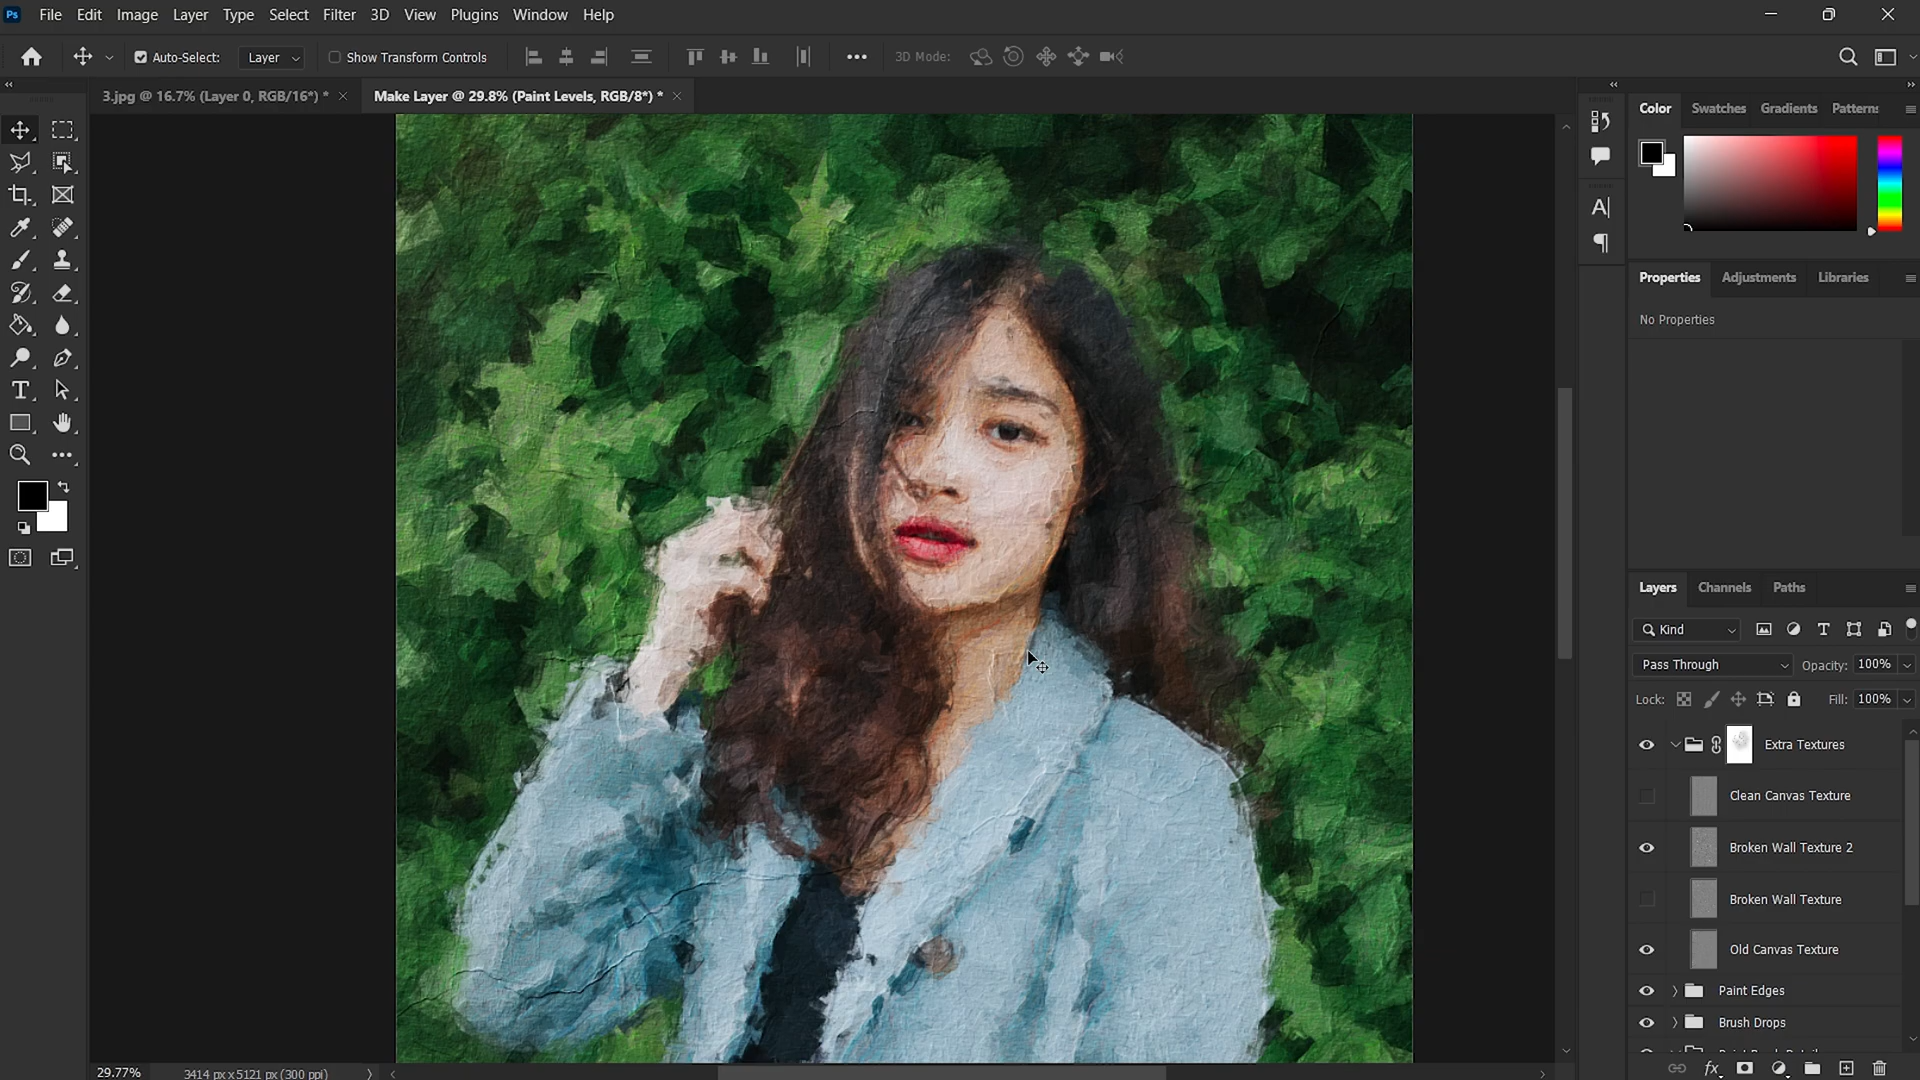 Ps File Edit Image Layer Type Select Filter 3D View Plugins Window Help
Auto-Select: Layer Show Transform Controls 3D Mode:
3.jpg @ 16.7% (Layer 0, RGB/16*) * Make Layer @ 29.8% (Paint Levels, RGB/8*) *
Color Swatches Gradients Patterns
Properties Adjustments Libraries
No Properties
Layers Channels Paths
Kind
Pass Through Opacity: 100%
Lock: Fill: 100%
Extra Textures
Clean Canvas Texture
Broken Wall Texture 2
Broken Wall Texture
Old Canvas Texture
Paint Edges
Brush Drops
29.77% 3414 px x 5121 px (300 ppi)